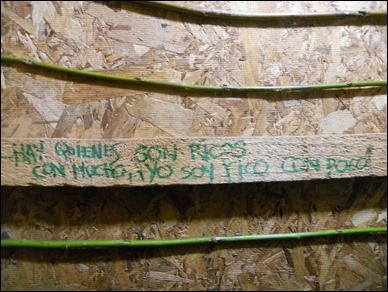 HAY QUIENES SON RICOS
CON MUCHO, ¡YO SOY RICO CON POCO!